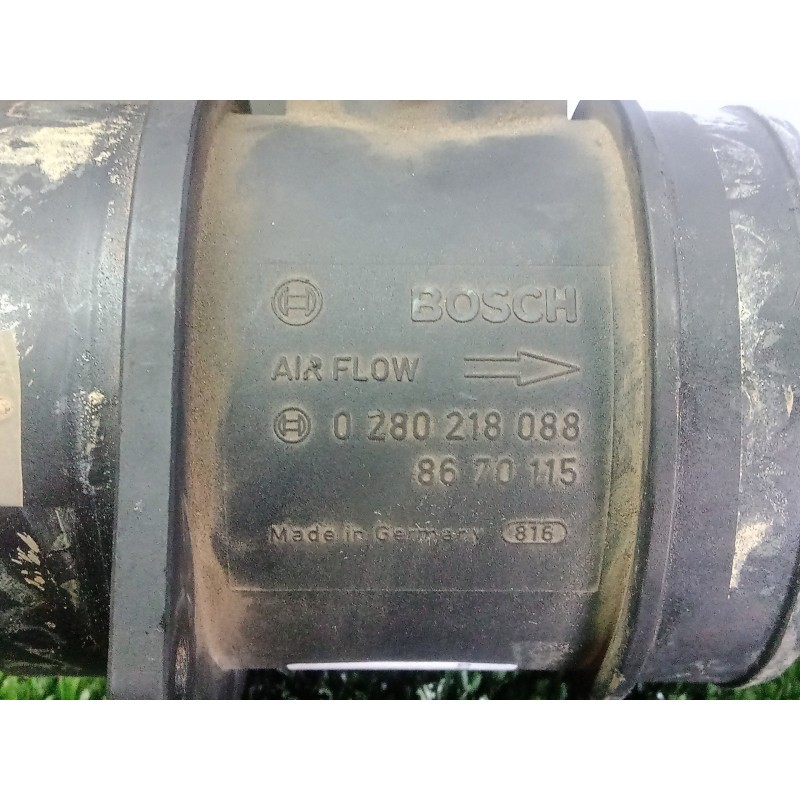 BOSCH
AIR FLOW
0 280 218 088
86 70 115
Made in Germany 816